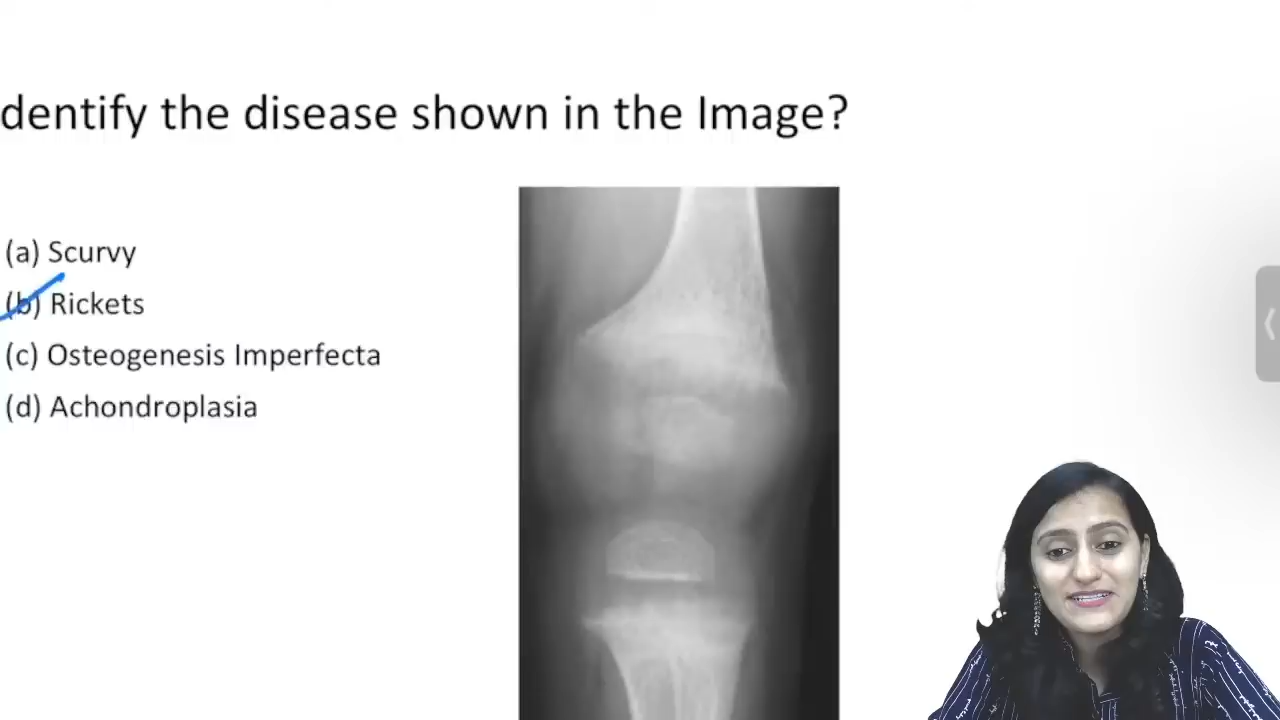 dentify the disease shown in the Image?
(a) Scurvy
(b) Rickets
(c) Osteogenesis Imperfecta
(d) Achondroplasia